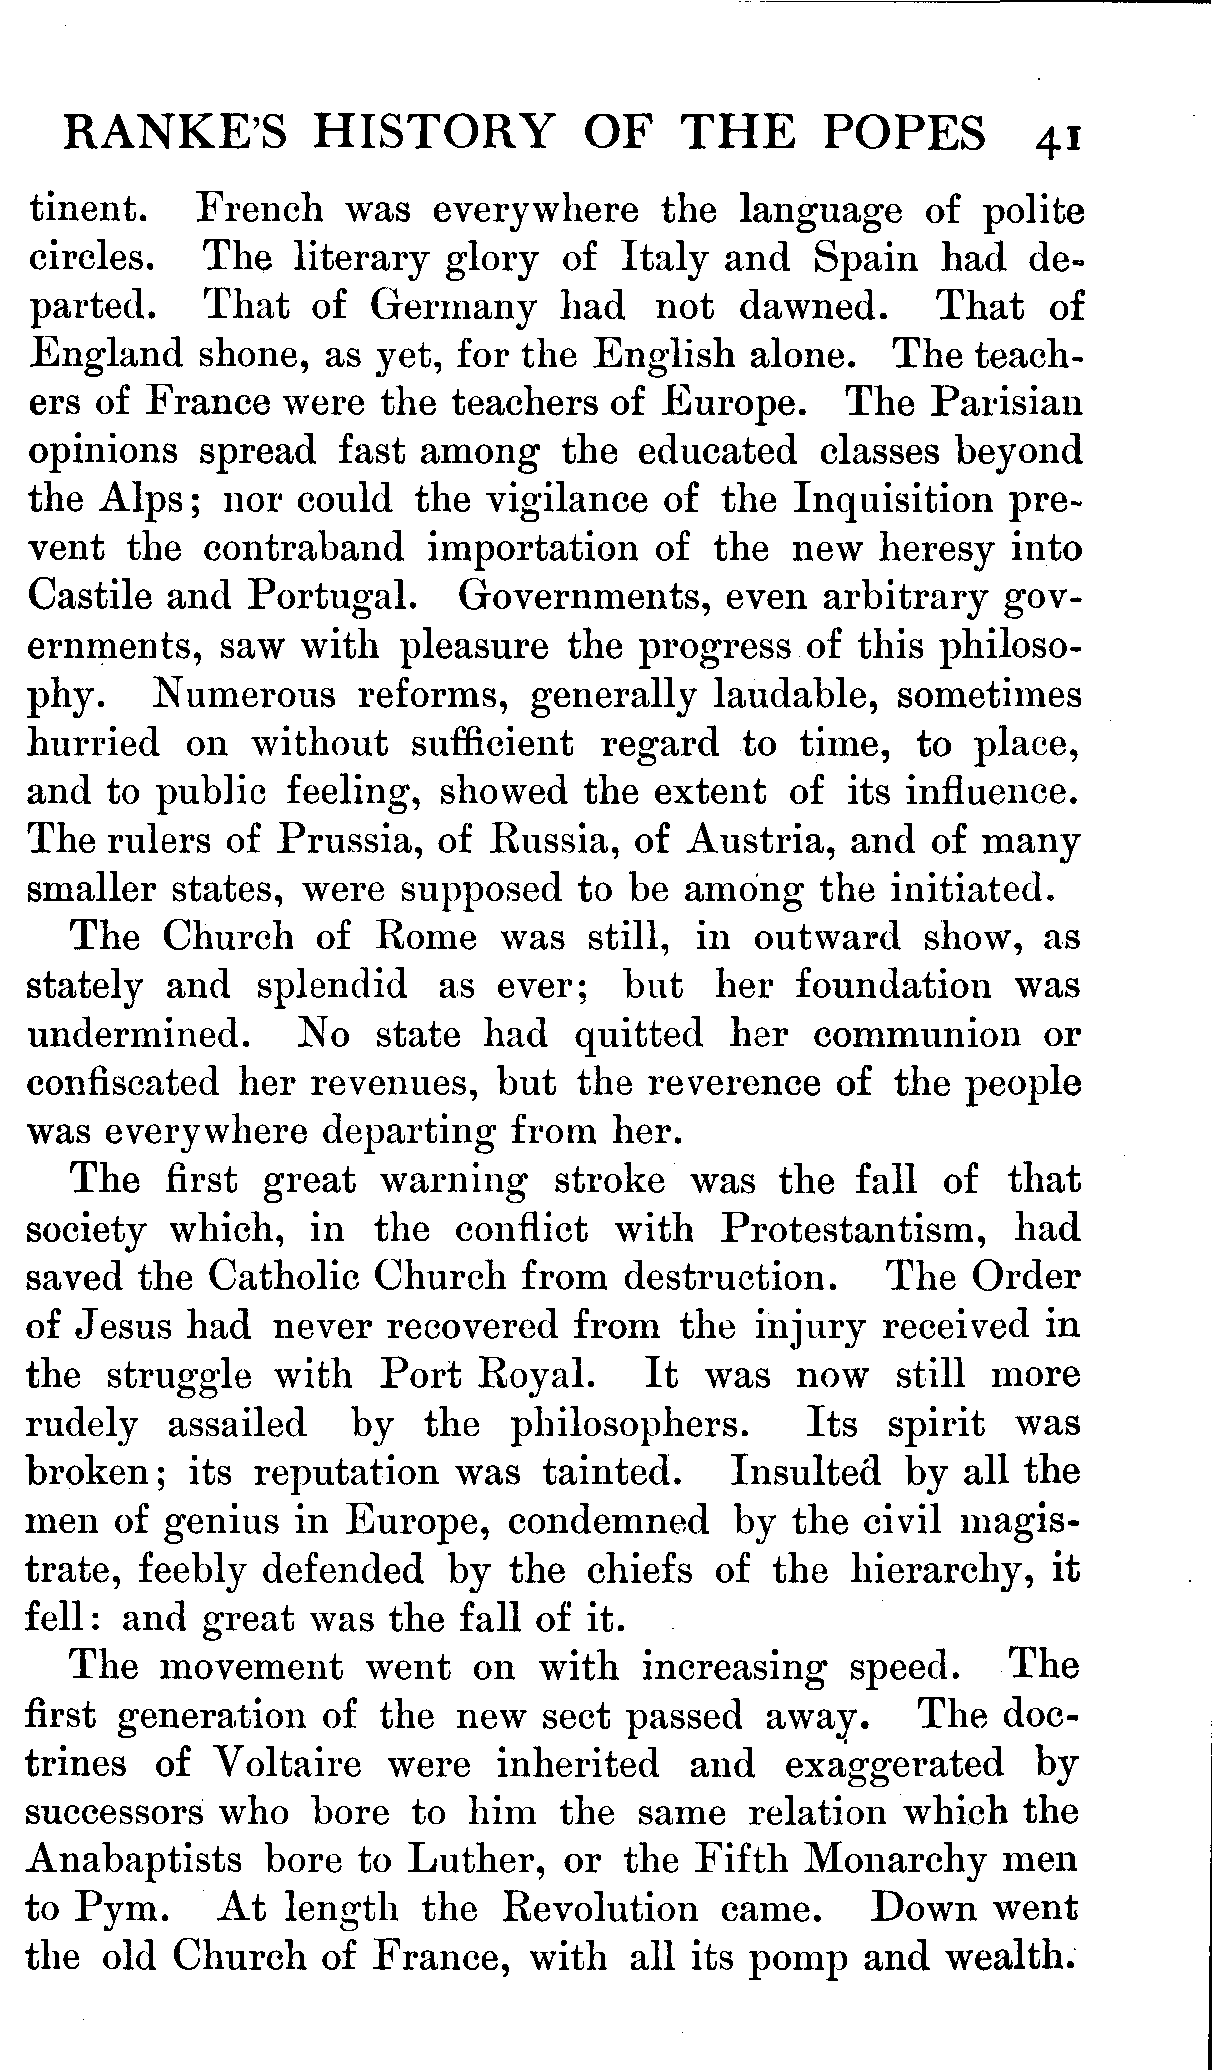 RANKE'S HISTORY OF THE POPES 41
tinent. French was everywhere the language of polite
circles. The literary glory of Italy and Spain had de-
parted. That of Germany had not dawned. That of
England shone, as yet, for the English alone. The teach-
ers of France were the teachers of Europe. The Parisian
opinions spread fast among the educated classes beyond
the Alps; nor could the vigilance of the Inquisition pre-
vent the contraband importation of the new heresy into
Castile and Portugal. Governments, even arbitrary gov-
ernments, saw with pleasure the progress of this philoso-
phy. Numerous reforms, generally laudable, sometimes
hurried on without sufficient regard to time, to place,
and to public feeling, showed the extent of its influence.
The rulers of Prussia, of Russia, of Austria, and of many
smaller states, were supposed to be among the initiated.
The Church of Rome was still, in outward show, as
stately and splendid as ever; but her foundation was
undermined. No state had quitted her communion or
confiscated her revenues, but the reverence of the people
was everywhere departing from her.
The first great warning stroke was the fall of that
society which, in the conflict with Protestantism, had
saved the Catholic Church from destruction. The Order
of Jesus had never recovered from the injury received in
the struggle with Port Royal. It was now still more
rudely assailed by the philosophers. Its spirit was
broken; its reputation was tainted. Insulted by all the
men of genius in Europe, condemned by the civil magis-
trate, feebly defended by the chiefs of the hierarchy, it
fell: and great was the fall of it.
The movement went on with increasing speed. The
first generation of the new sect passed away. The doc-
trines of Voltaire were inherited and exaggerated by
successors who bore to him the same relation which the
Anabaptists bore to Luther, or the Fifth Monarchy men
to Pym. At length the Revolution came. Down went
the old Church of France, with all its pomp and wealth.